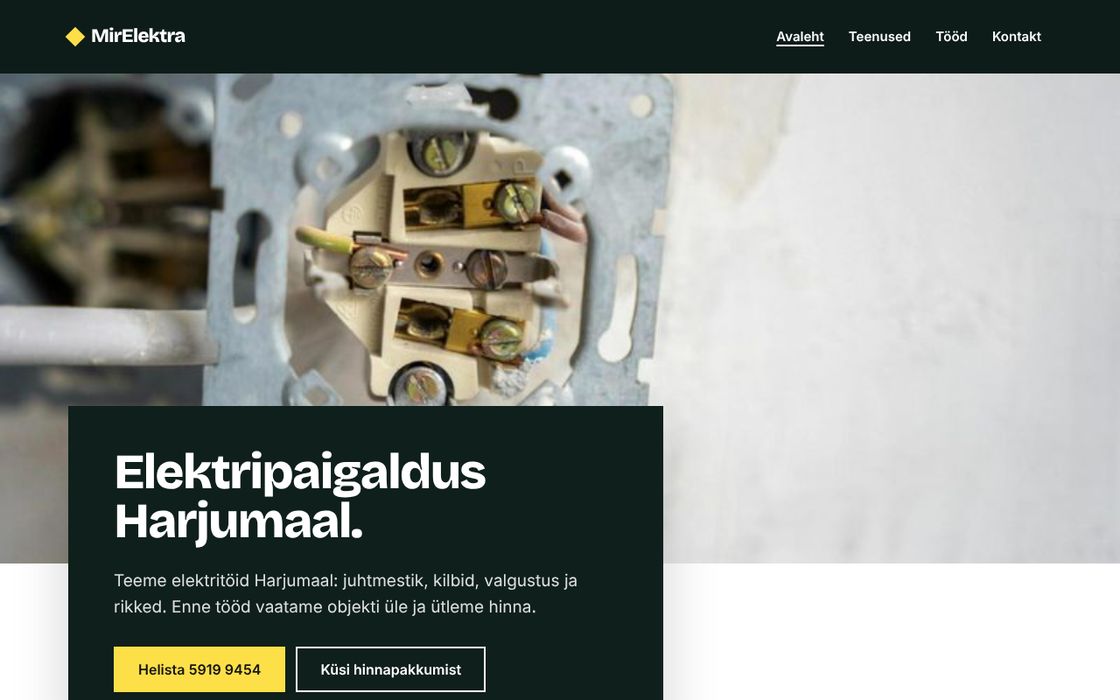 MirElektra
Avaleht
Teenused
Tööd
Kontakt
Elektripaigaldus
Harjumaal.
Teeme elektritöid Harjumaal: juhtmestik, kilbid, valgustus ja
rikked. Enne tööd vaatame objekti üle ja ütleme hinna.
Helista 5919 9454
Küsi hinnapakkumist